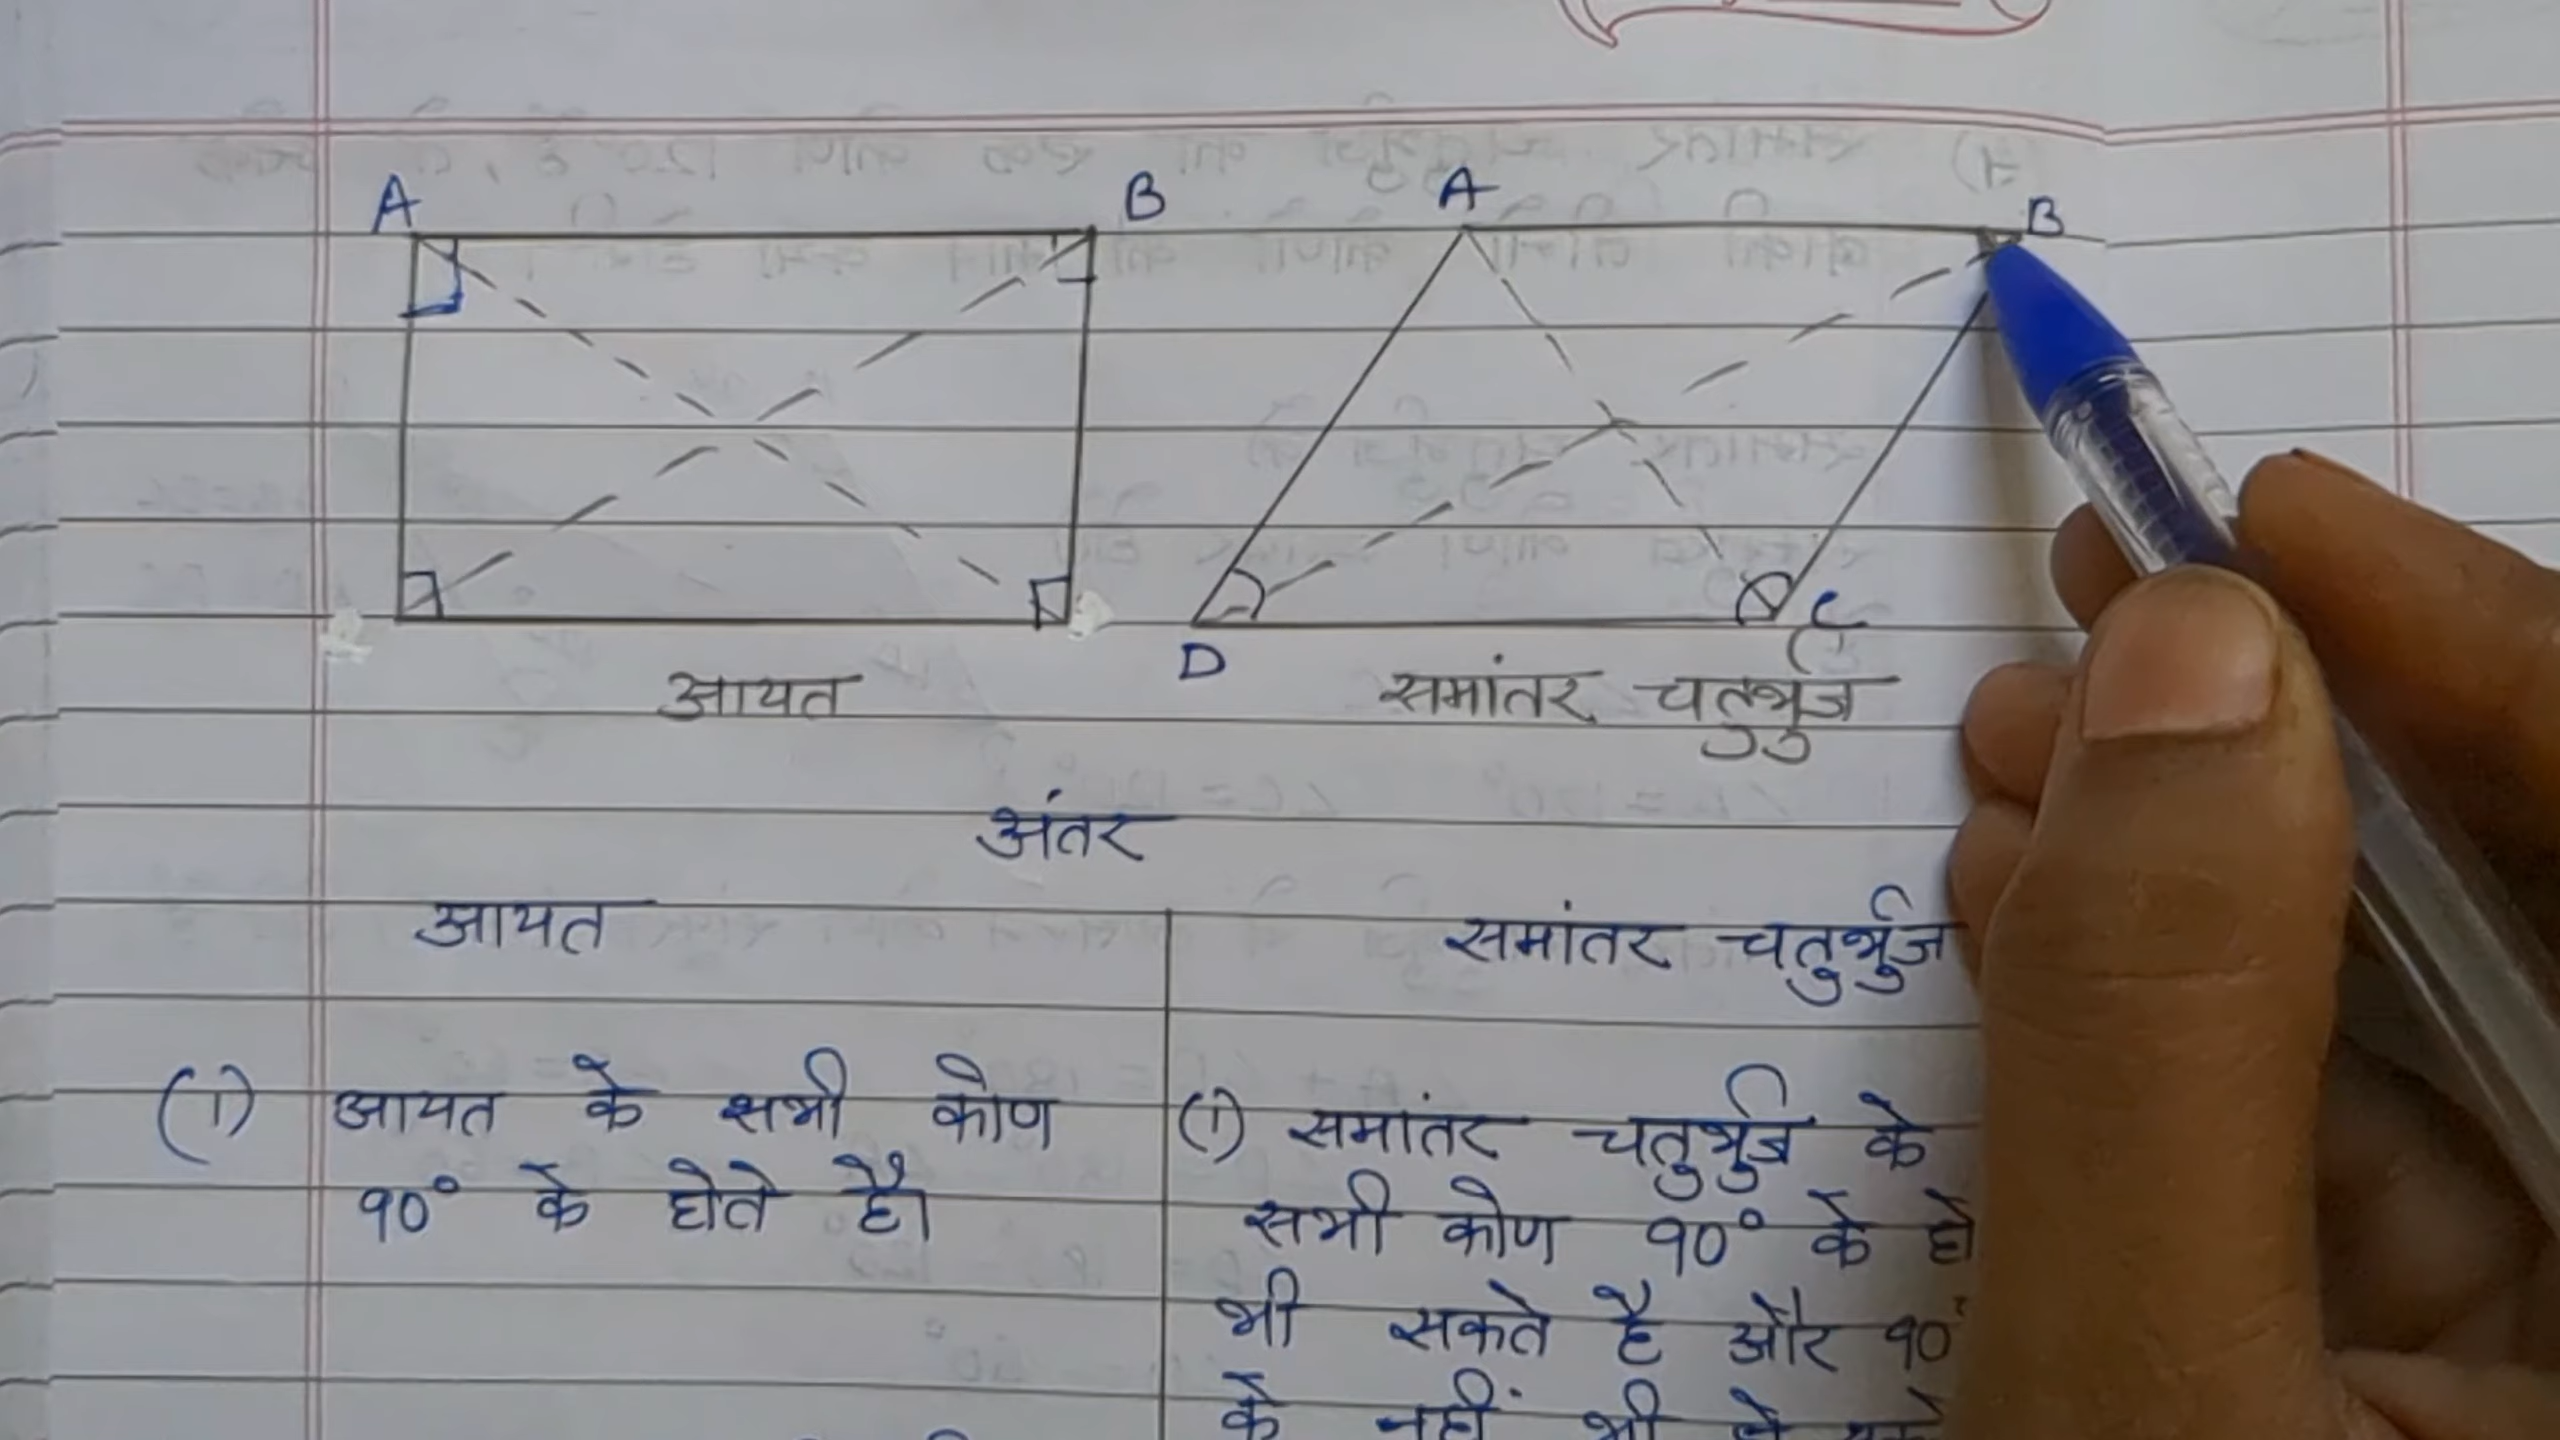 A B A B
D C
आयत समांतर चतुर्भुज
अंतर
आयत समांतर चतुर्भुज
(1) आयत के सभी कोण
90° के होते है।
(1) समांतर चतुर्भुज के
सभी कोण 90° के हो
भी सकते है और 90°
के नहीं भी